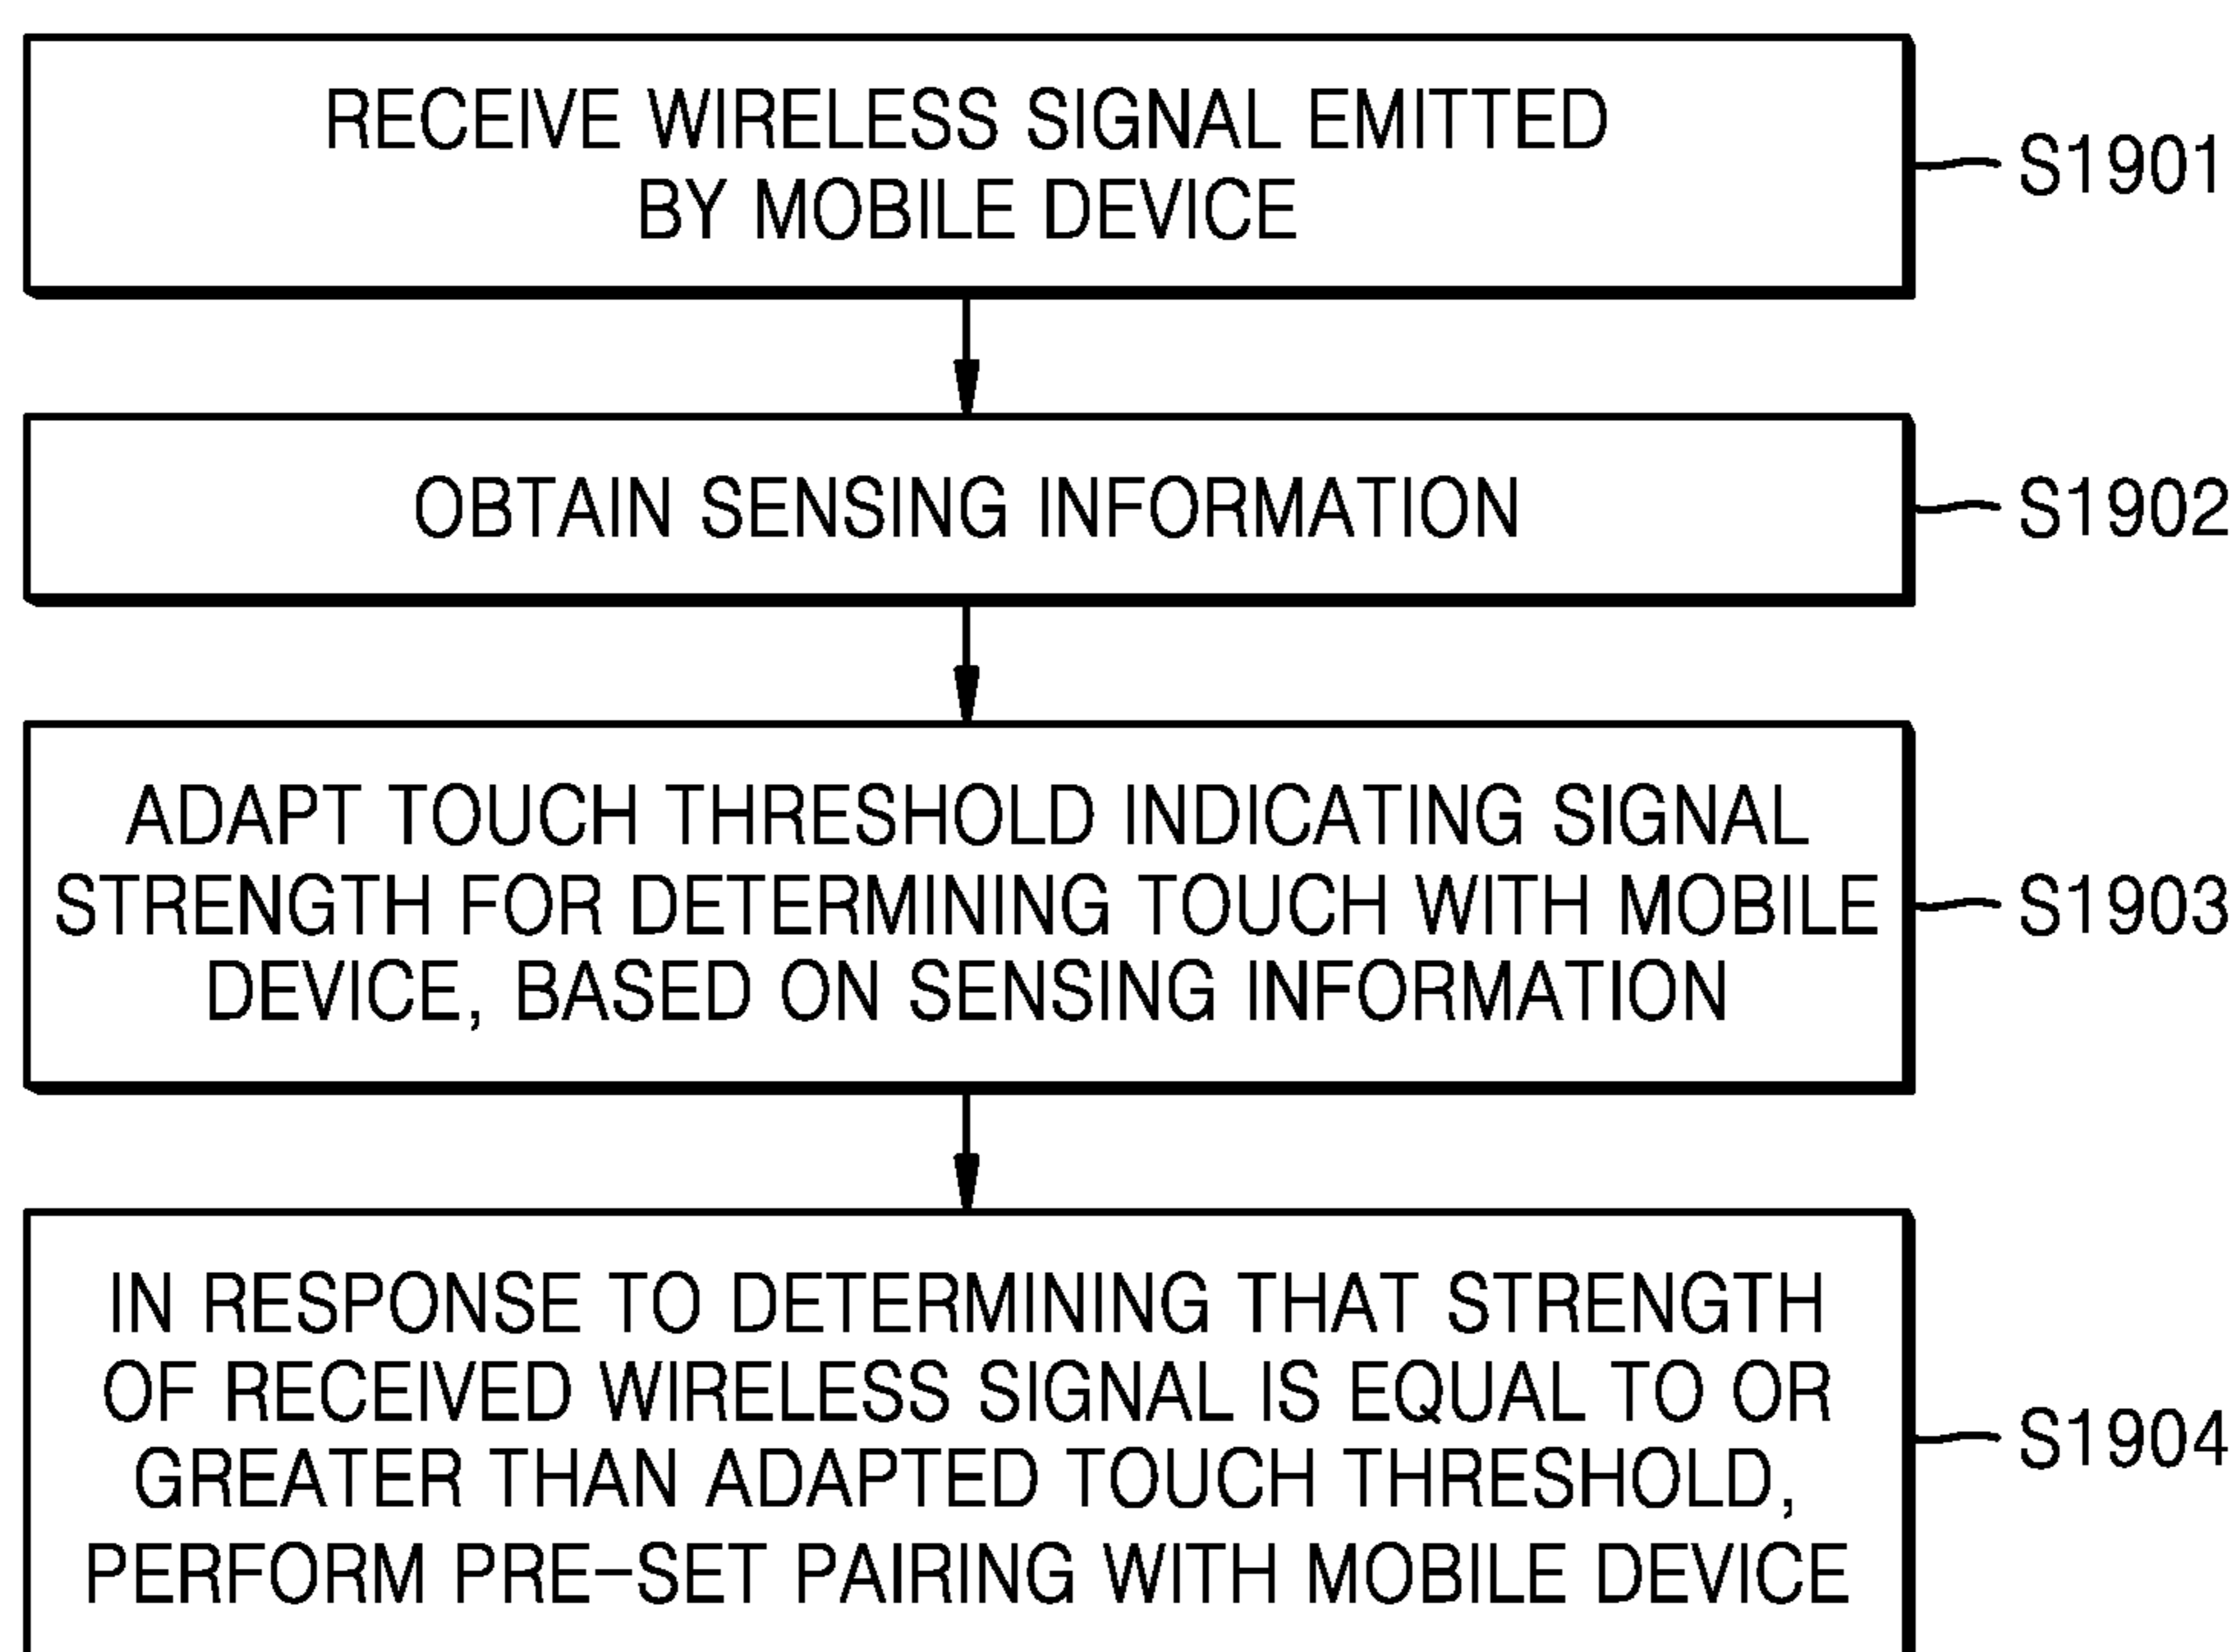 RECEIVE WIRELESS SIGNAL EMITTED
BY MOBILE DEVICE
S1901
OBTAIN SENSING INFORMATION
S1902
ADAPT TOUCH THRESHOLD INDICATING SIGNAL
STRENGTH FOR DETERMINING TOUCH WITH MOBILE
DEVICE, BASED ON SENSING INFORMATION
S1903
IN RESPONSE TO DETERMINING THAT STRENGTH
OF RECEIVED WIRELESS SIGNAL IS EQUAL TO OR
GREATER THAN ADAPTED TOUCH THRESHOLD,
PERFORM PRE-SET PAIRING WITH MOBILE DEVICE
S1904